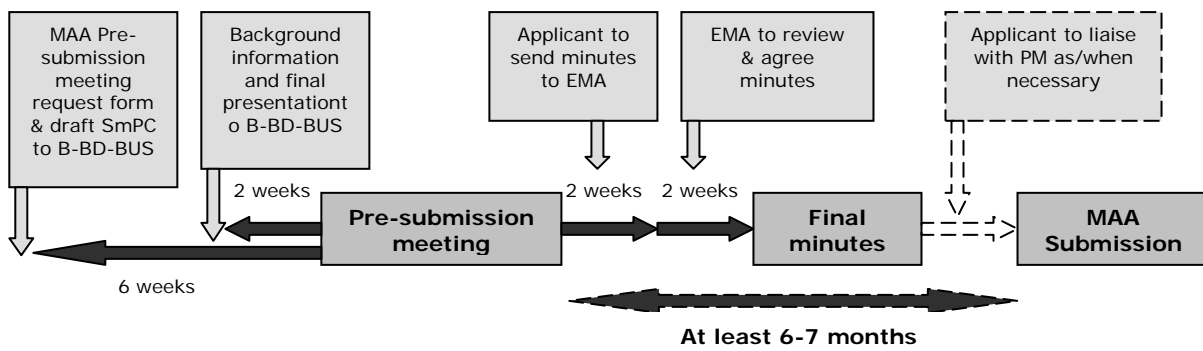 MAA Pre-
submission
meeting
request form
& draft SmPC
to B-BD-BUS
Background
information
and final
presentationt
o B-BD-BUS
Applicant to
send minutes
to EMA
EMA to review
& agree
minutes
Applicant to liaise
with PM as/when
necessary
2 weeks
2 weeks
2 weeks
Pre-submission
meeting
Final
minutes
MAA
Submission
6 weeks
At least 6-7 months